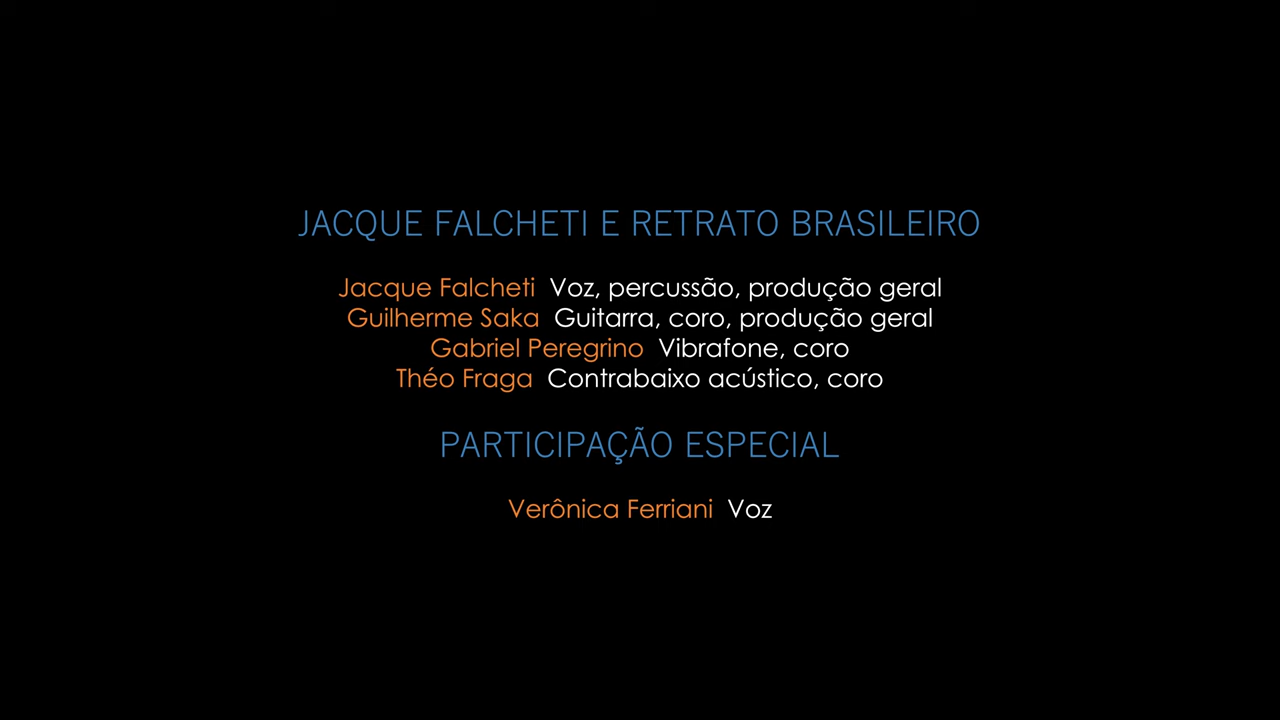 JACQUE FALCHETI E RETRATO BRASILEIRO
Jacque Falcheti Voz, percussão, produção geral
Guilherme Saka Guitarra, coro, produção geral
Gabriel Peregrino Vibrafone, coro
Théo Fraga Contrabaixo acústico, coro
PARTICIPAÇÃO ESPECIAL
Verônica Ferriani Voz